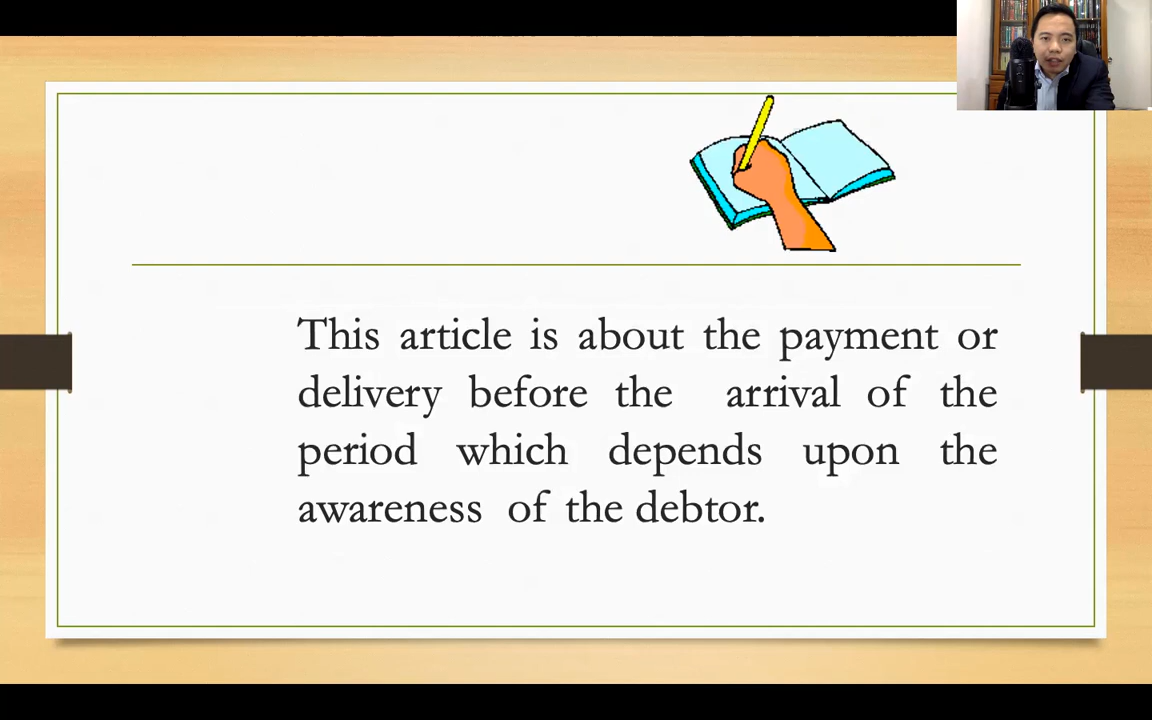 This article is about the payment or
delivery before the arrival of the
period which depends upon the
awareness of the debtor.